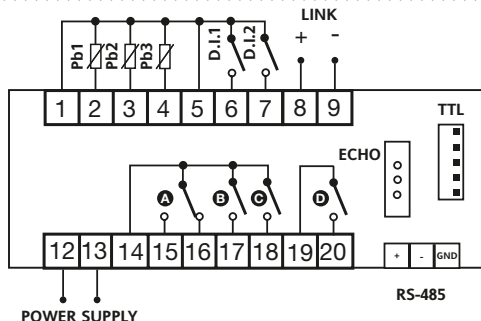 LINK
+ -
Pb1 Pb2 Pb3 D.I.1 D.I.2
1 2 3 4 5 6 7 8 9
TTL
ECHO
A B C D
12 13 14 15 16 17 18 19 20
+ - GND
RS-485
POWER SUPPLY